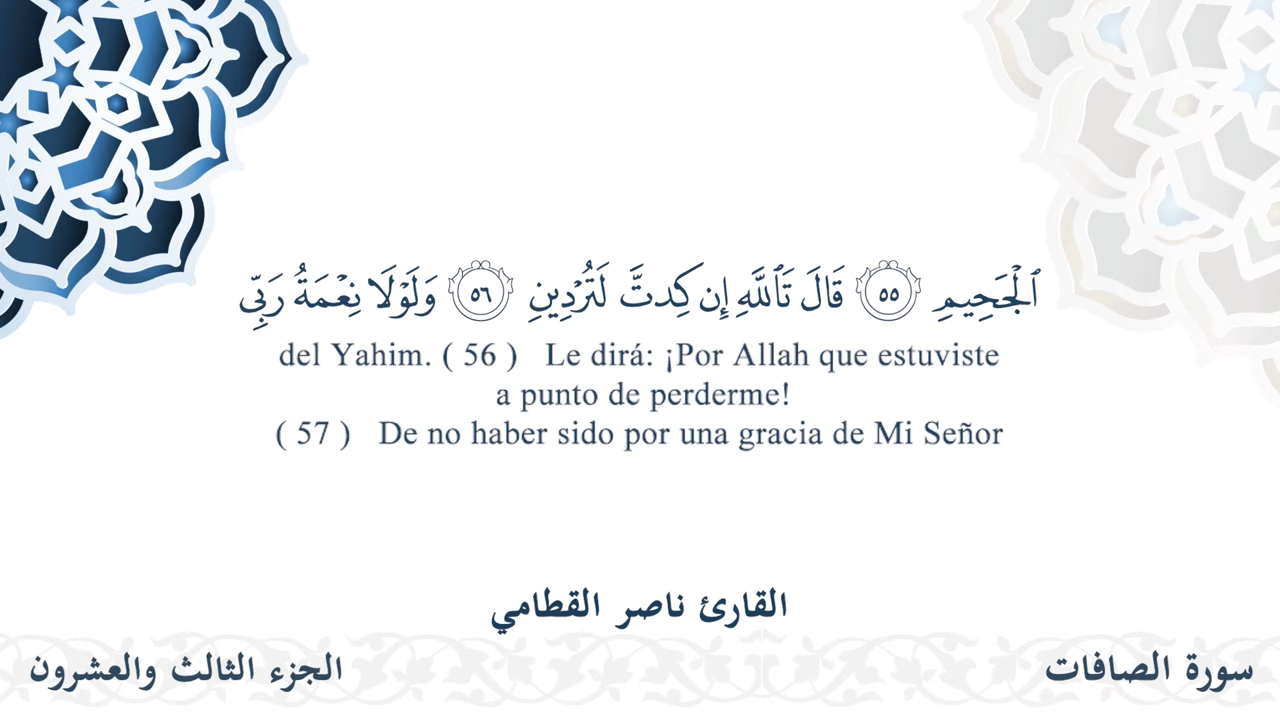 ٱلْجَحِيمِ ٥٥ قَالَ تَٱللَّهِ إِن كِدتَّ لَتُرْدِينِ ٥٦ وَلَوْلَا نِعْمَةُ رَبِّي
del Yahim. ( 56 ) Le dirá: ¡Por Allah que estuviste
a punto de perderme!
( 57 ) De no haber sido por una gracia de Mi Señor
القارئ ناصر القطامي
سورة الصافات
الجزء الثالث والعشرون